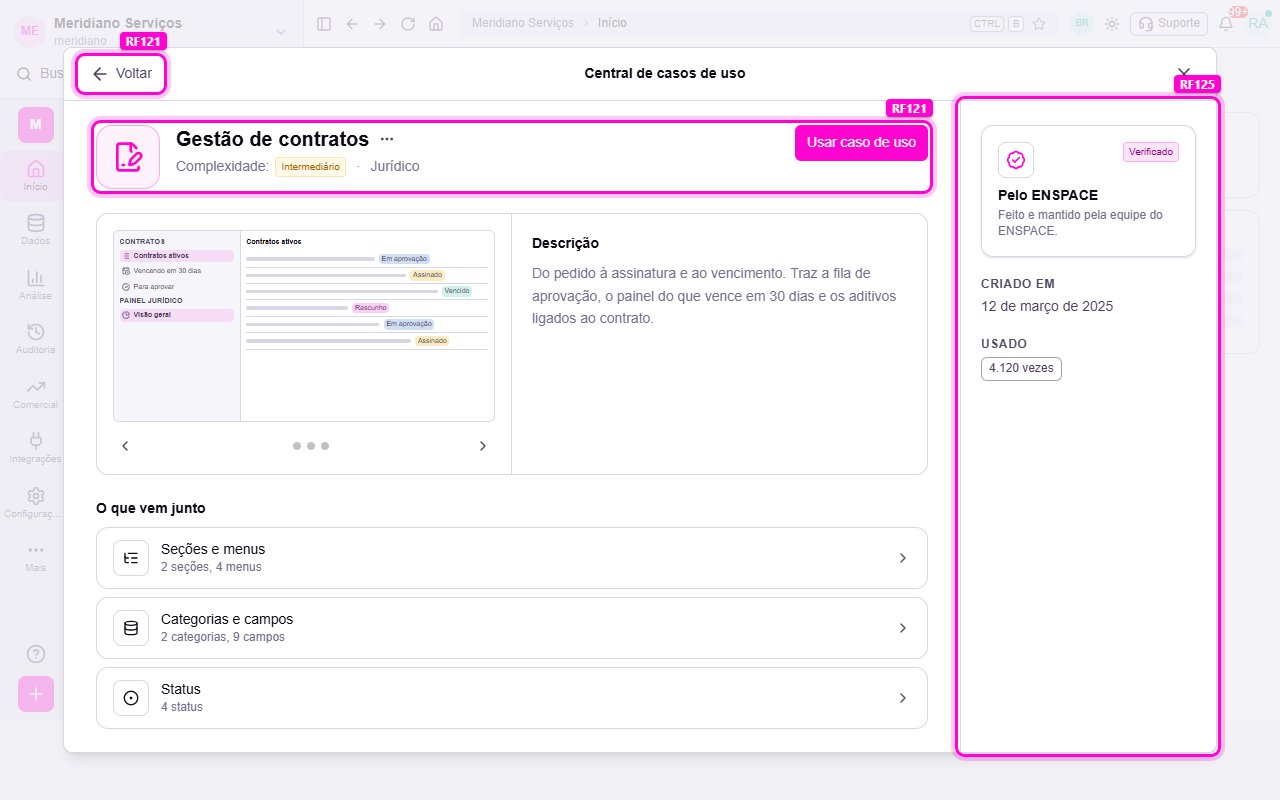 ME
Meridiano Serviços
meridiano
Meridiano Serviços
Início
CTRL
B
BR
Suporte
99+
RA
RF121
Bus
Voltar
Central de casos de uso
RF125
RF121
M
Início
Dados
Análise
Auditoria
Comercial
Integrações
Configuraç...
Mais
Gestão de contratos
Usar caso de uso
Complexidade: Intermediário · Jurídico
CONTRATOS
Contratos ativos
Vencendo em 30 dias
Para aprovar
PAINEL JURÍDICO
Visão geral
Contratos ativos
Em aprovação
Assinado
Vencido
Rascunho
Em aprovação
Assinado
Descrição
Do pedido à assinatura e ao vencimento. Traz a fila de
aprovação, o painel do que vence em 30 dias e os aditivos
ligados ao contrato.
O que vem junto
Seções e menus
2 seções, 4 menus
Categorias e campos
2 categorias, 9 campos
Status
4 status
Verificado
Pelo ENSPACE
Feito e mantido pela equipe do
ENSPACE.
CRIADO EM
12 de março de 2025
USADO
4.120 vezes